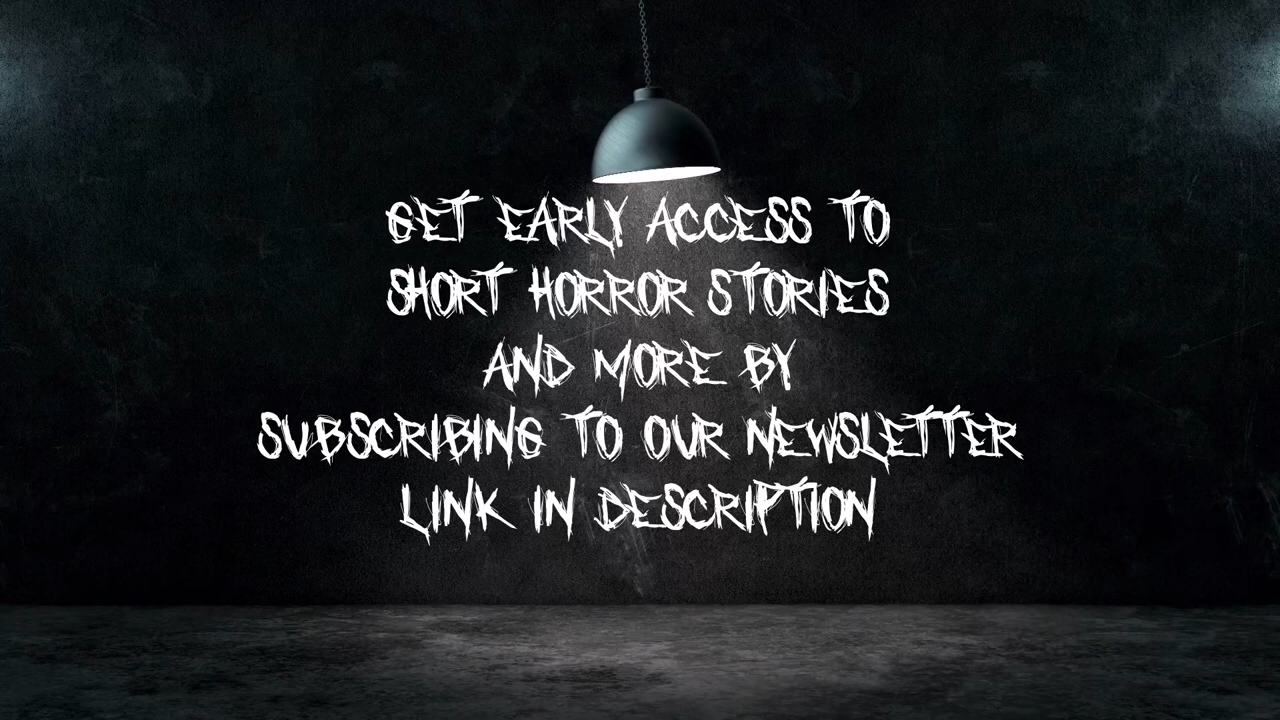 GET EARLY ACCESS TO
SHORT HORROR STORIES
AND MORE BY
SUBSCRIBING TO OUR NEWSLETTER
LINK IN DESCRIPTION